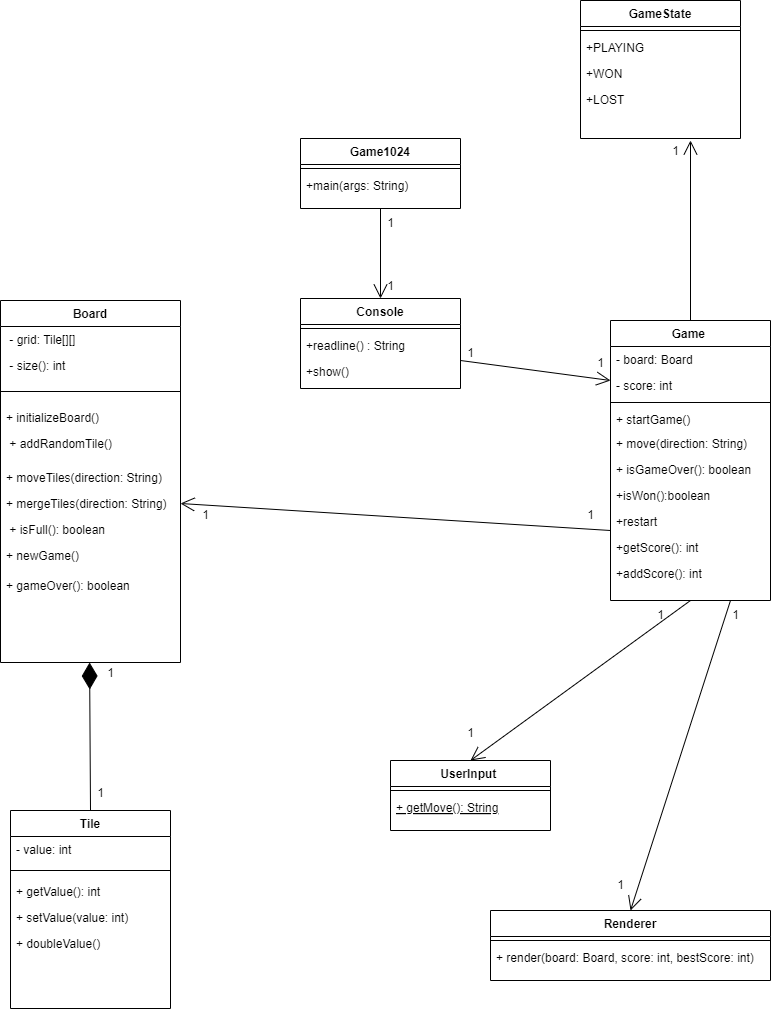 GameState
+PLAYING
+WON
+LOST
1
Game1024
+main(args: String)
1
1
Console
+readline() : String
+show()
1
1
Board
- grid: Tile[][]
- size(): int
+ initializeBoard()
+ addRandomTile()
+ moveTiles(direction: String)
+ mergeTiles(direction: String)
+ isFull(): boolean
+ newGame()
+ gameOver(): boolean
1
1
Game
- board: Board
- score: int
+ startGame()
+ move(direction: String)
+ isGameOver(): boolean
+isWon():boolean
+restart
+getScore(): int
+addScore(): int
1
1
1
1
Tile
- value: int
+ getValue(): int
+ setValue(value: int)
+ doubleValue()
1
UserInput
+ getMove(): String
1
Renderer
+ render(board: Board, score: int, bestScore: int)